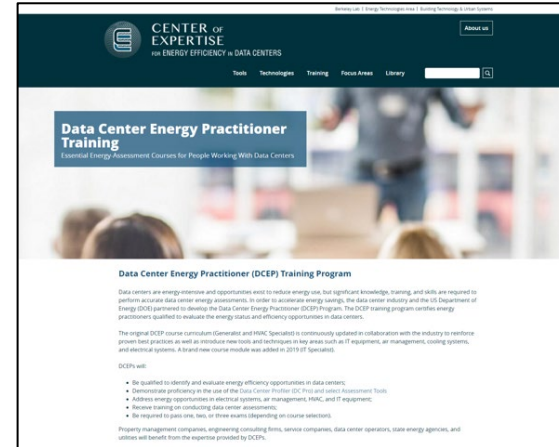 Berkeley Lab | Energy Technologies Area | Building Technology & Urban Systems
CENTER OF
EXPERTISE
FOR ENERGY EFFICIENCY IN DATA CENTERS
About us
Tools Technologies Training Focus Areas Library
Data Center Energy Practitioner
Training
Essential Energy Assessment Courses for People Working With Data Centers
Data Center Energy Practitioner (DCEP) Training Program
Data centers are energy-intensive and opportunities exist to reduce energy use, but significant knowledge, training, and skills are required to
perform accurate data center energy assessments. In order to accelerate energy savings, the data center industry and the US Department of
Energy (DOE) partnered to develop the Data Center Energy Practitioner (DCEP) Program. The DCEP training program certifies energy
practitioners qualified to evaluate the energy status and efficiency opportunities in data centers.
The original DCEP course curriculum (Generalist and HVAC Specialist) is continuously updated in collaboration with the industry to reinforce
proven best practices as well as introduce new tools and techniques in key areas such as IT equipment, air management, cooling systems,
and electrical systems. A brand new course module was added in 2019 (IT Specialist).
DCEPs will:
Be qualified to identify and evaluate energy efficiency opportunities in data centers;
Demonstrate proficiency in the use of the Data Center Profiler (DC Pro) and select Assessment Tools
Address energy opportunities in electrical systems, air management, HVAC, and IT equipment;
Receive training on conducting data center assessments;
Be required to pass one, two, or three exams (depending on course selection).
Property management companies, engineering consulting firms, service companies, data center operators, state energy agencies, and
utilities will benefit from the expertise provided by DCEPs.